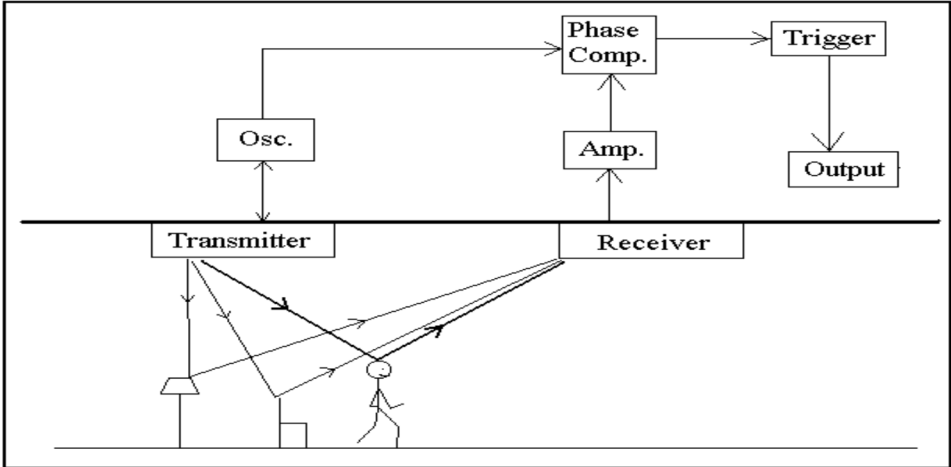 Phase
Comp.
Trigger
Osc.
Amp.
Output
Transmitter
Receiver